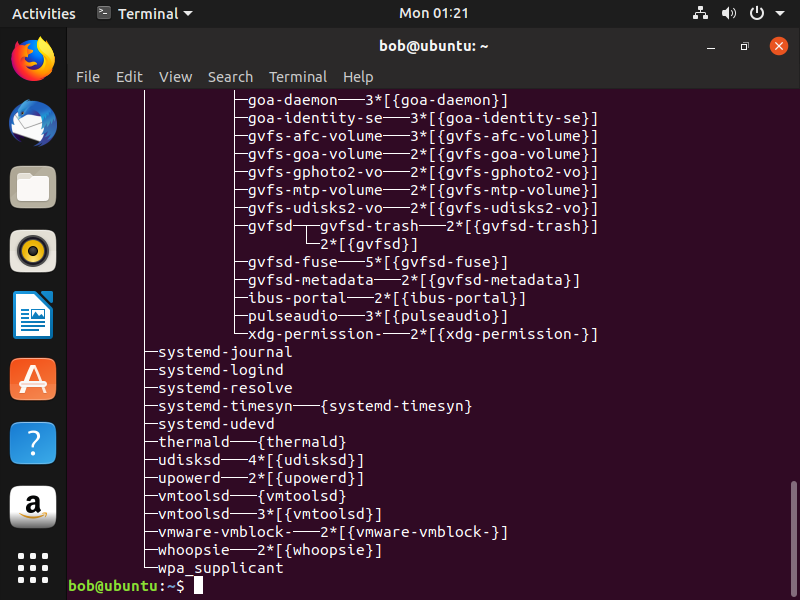 Activities Terminal Mon 01:21
bob@ubuntu: ~
File Edit View Search Terminal Help
├─goa-daemon───3*[{goa-daemon}]
├─goa-identity-se───3*[{goa-identity-se}]
├─gvfs-afc-volume───3*[{gvfs-afc-volume}]
├─gvfs-goa-volume───2*[{gvfs-goa-volume}]
├─gvfs-gphoto2-vo───2*[{gvfs-gphoto2-vo}]
├─gvfs-mtp-volume───2*[{gvfs-mtp-volume}]
├─gvfs-udisks2-vo───2*[{gvfs-udisks2-vo}]
├─gvfsd─┬─gvfsd-trash───2*[{gvfsd-trash}]
│       └─2*[{gvfsd}]
├─gvfsd-fuse───5*[{gvfsd-fuse}]
├─gvfsd-metadata───2*[{gvfsd-metadata}]
├─ibus-portal───2*[{ibus-portal}]
├─pulseaudio───3*[{pulseaudio}]
└─xdg-permission-───2*[{xdg-permission-}]
├─systemd-journal
├─systemd-logind
├─systemd-resolve
├─systemd-timesyn───{systemd-timesyn}
├─systemd-udevd
├─thermald───{thermald}
├─udisksd───4*[{udisksd}]
├─upowerd───2*[{upowerd}]
├─vmtoolsd───{vmtoolsd}
├─vmtoolsd───3*[{vmtoolsd}]
├─vmware-vmblock-───2*[{vmware-vmblock-}]
├─whoopsie───2*[{whoopsie}]
└─wpa_supplicant
bob@ubuntu:~$